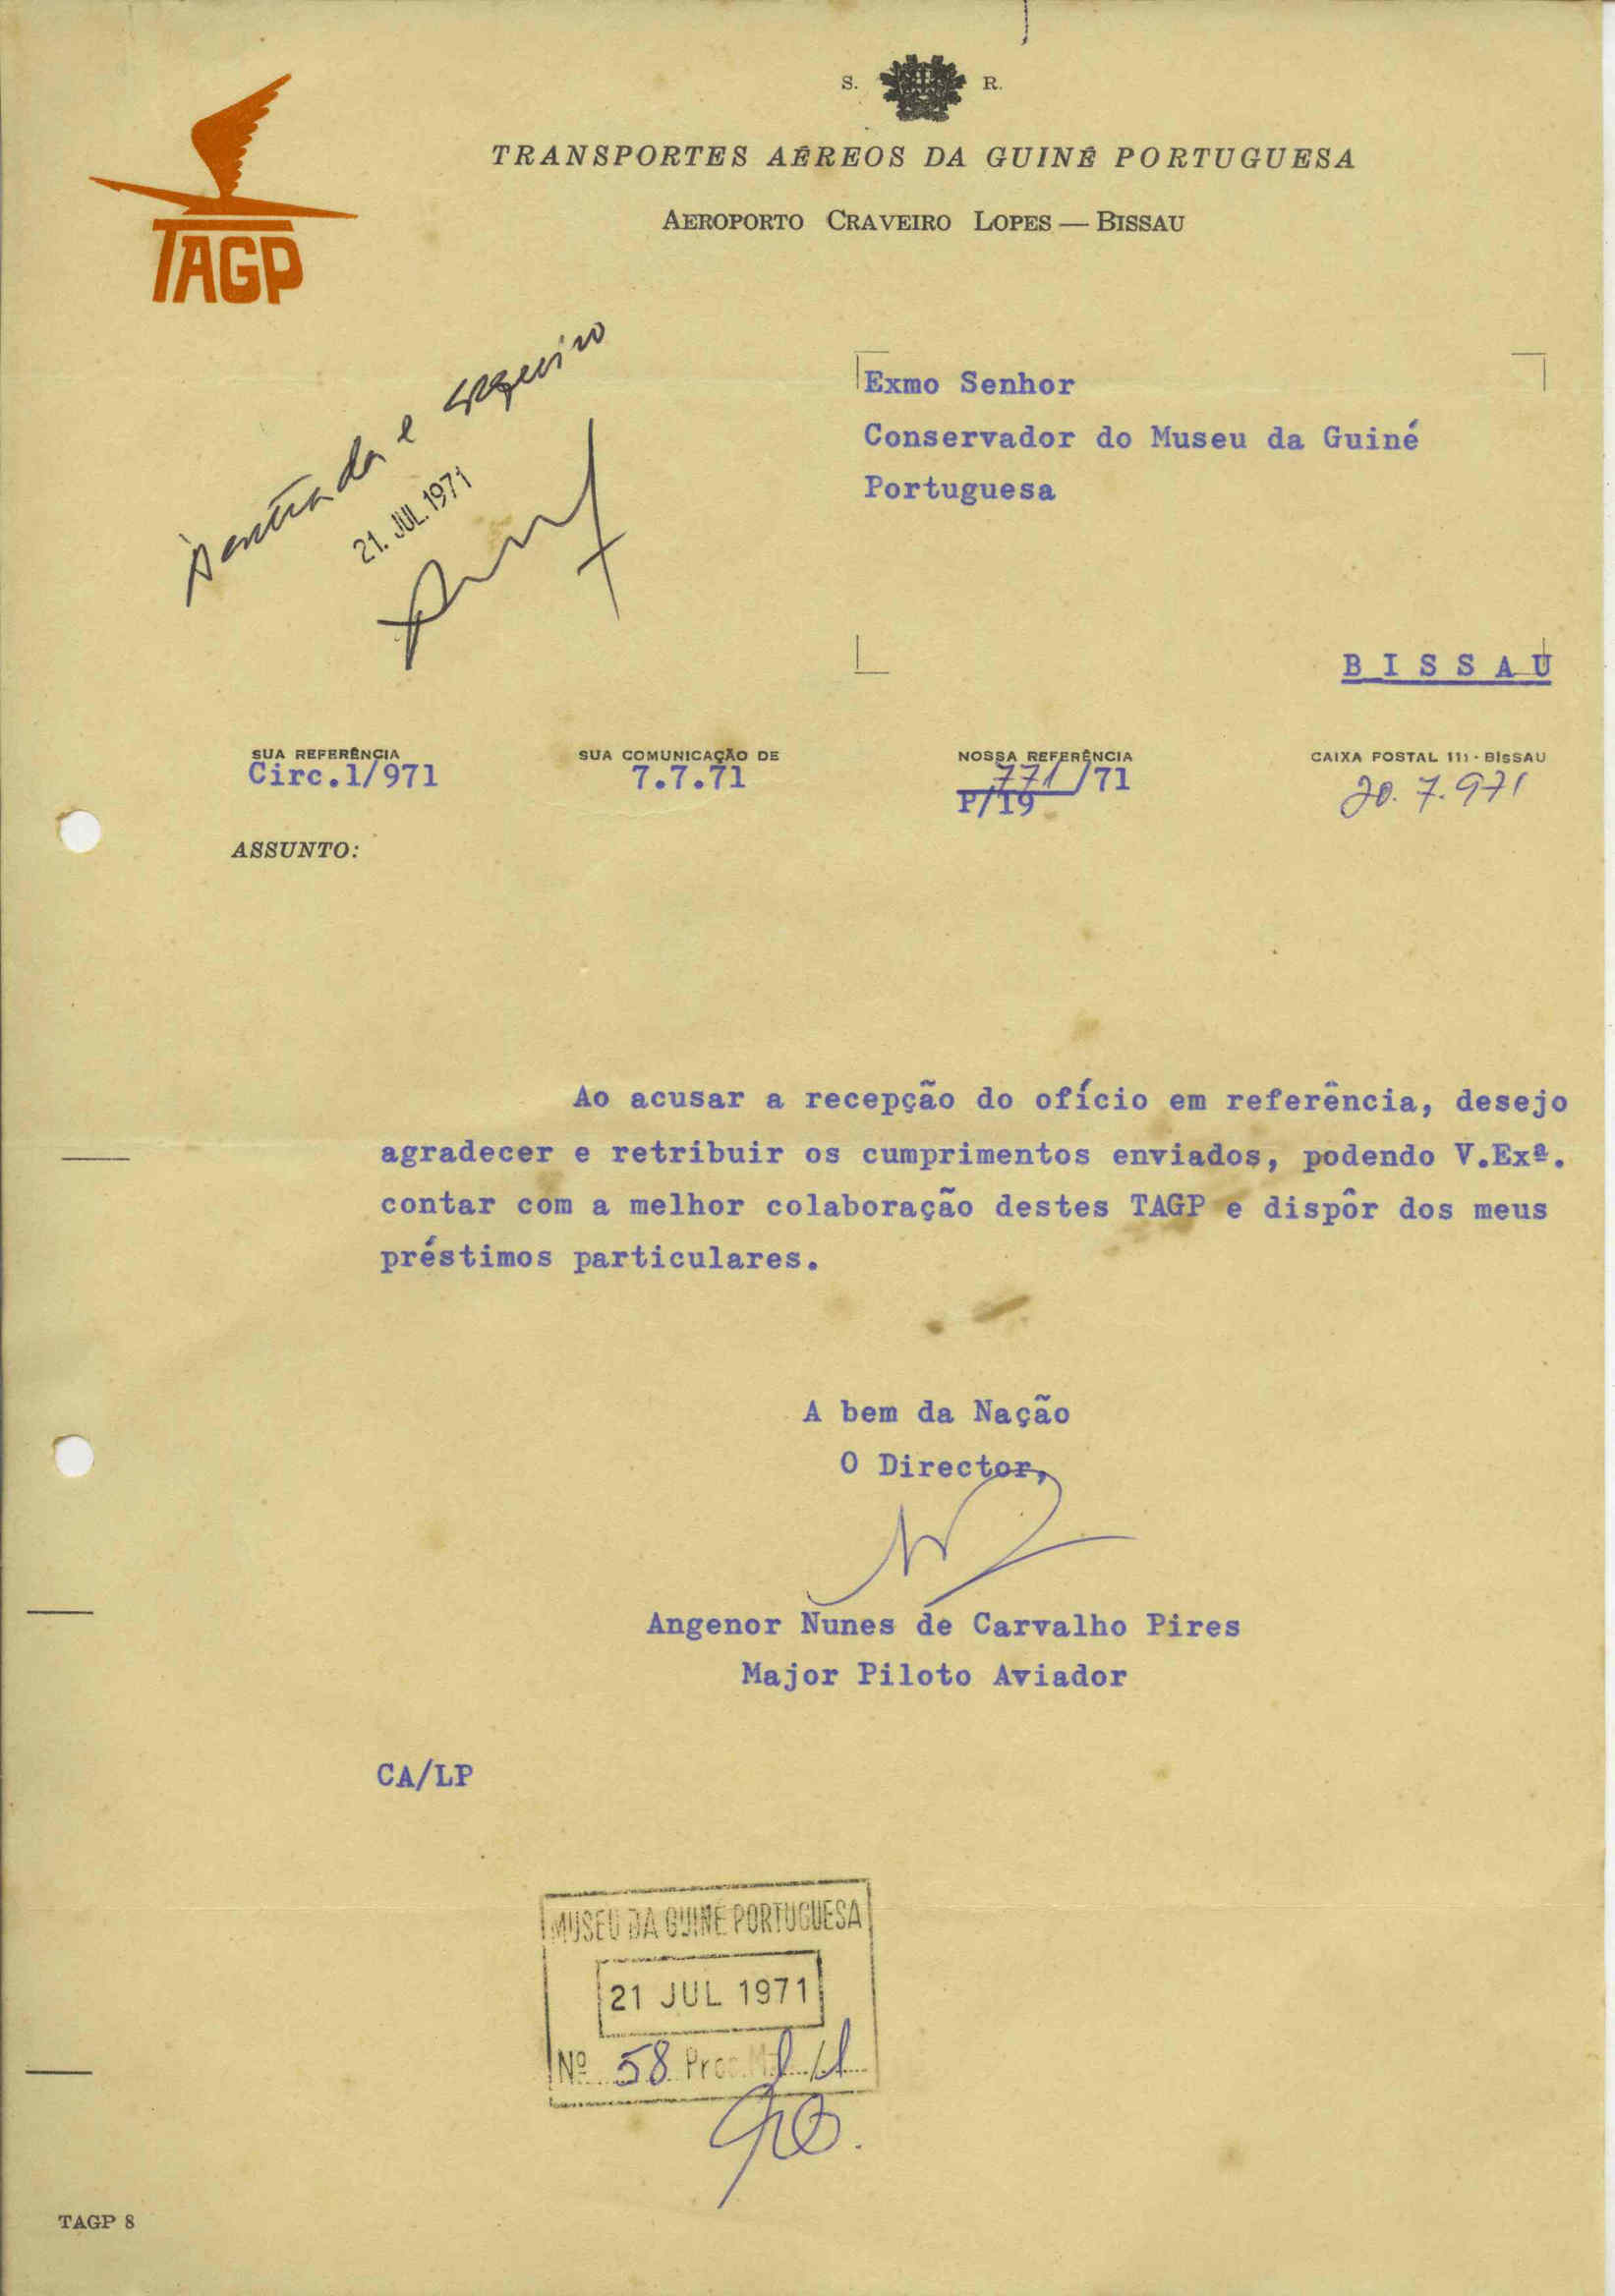 S. R.
TRANSPORTES AÉREOS DA GUINÉ PORTUGUESA
AEROPORTO CRAVEIRO LOPES — BISSAU
TAGP
À entrada e arquivo
21. JUL. 1971
Exmo Senhor
Conservador do Museu da Guiné
Portuguesa
B I S S A U
SUA REFERÊNCIA SUA COMUNICAÇÃO DE NOSSA REFERÊNCIA CAIXA POSTAL 111 - BISSAU
Circ.1/971 7.7.71 771/71 20.7.971
P/19
ASSUNTO:
Ao acusar a recepção do ofício em referência, desejo
agradecer e retribuir os cumprimentos enviados, podendo V.Exª.
contar com a melhor colaboração destes TAGP e dispôr dos meus
préstimos particulares.
A bem da Nação
O Director,
Angenor Nunes de Carvalho Pires
Major Piloto Aviador
CA/LP
MUSEU DA GUINÉ PORTUGUESA
21 JUL 1971
Nº 58 Proc.
TAGP 8